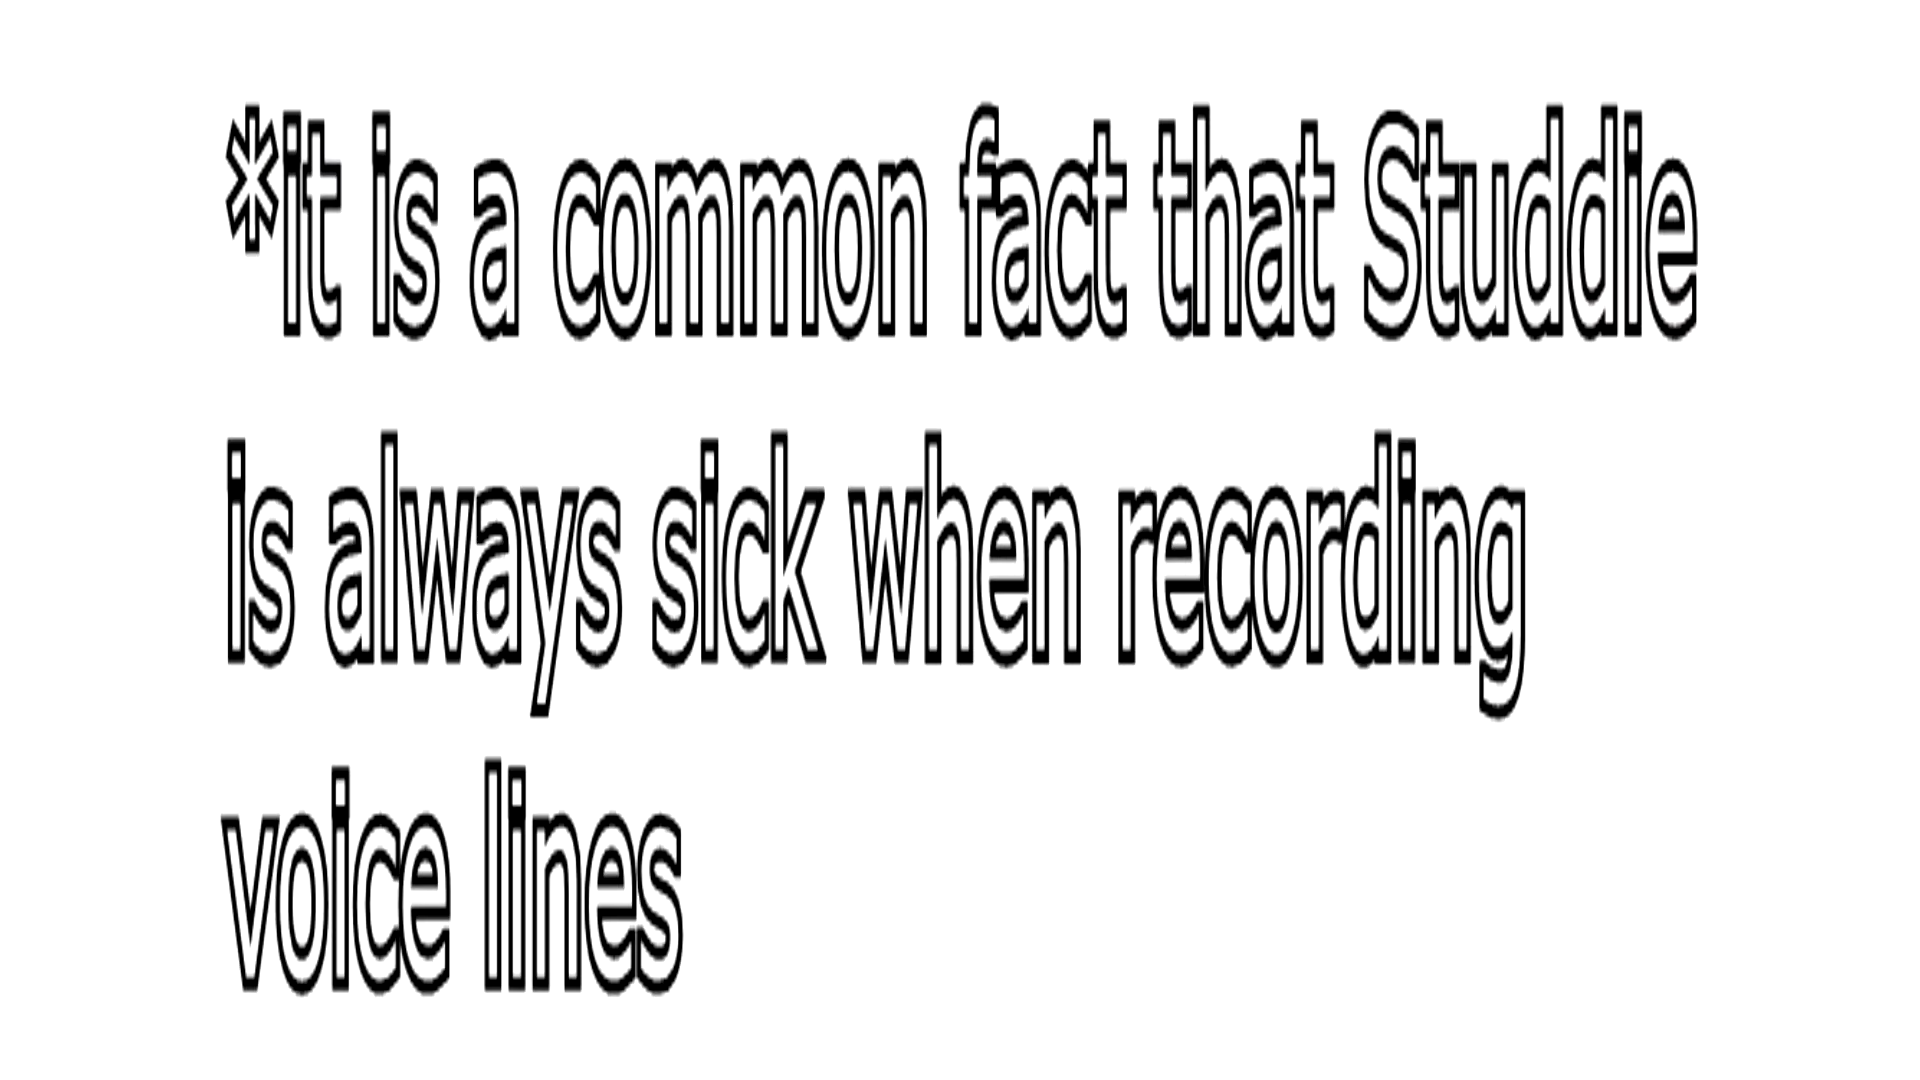 *it is a common fact that Studdie
is always sick when recording
voice lines